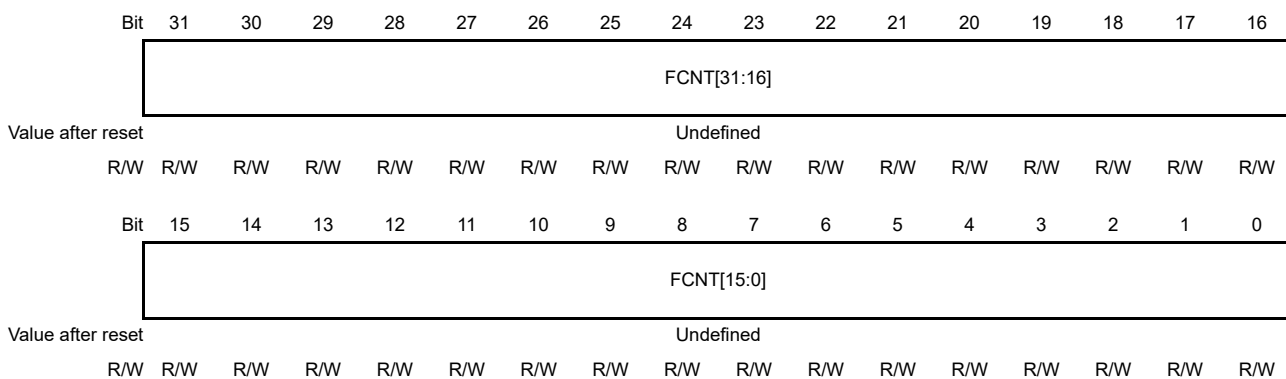 Bit 31 30 29 28 27 26 25 24 23 22 21 20 19 18 17 16
FCNT[31:16]
Value after reset Undefined
R/W R/W R/W R/W R/W R/W R/W R/W R/W R/W R/W R/W R/W R/W R/W R/W R/W
Bit 15 14 13 12 11 10 9 8 7 6 5 4 3 2 1 0
FCNT[15:0]
Value after reset Undefined
R/W R/W R/W R/W R/W R/W R/W R/W R/W R/W R/W R/W R/W R/W R/W R/W R/W